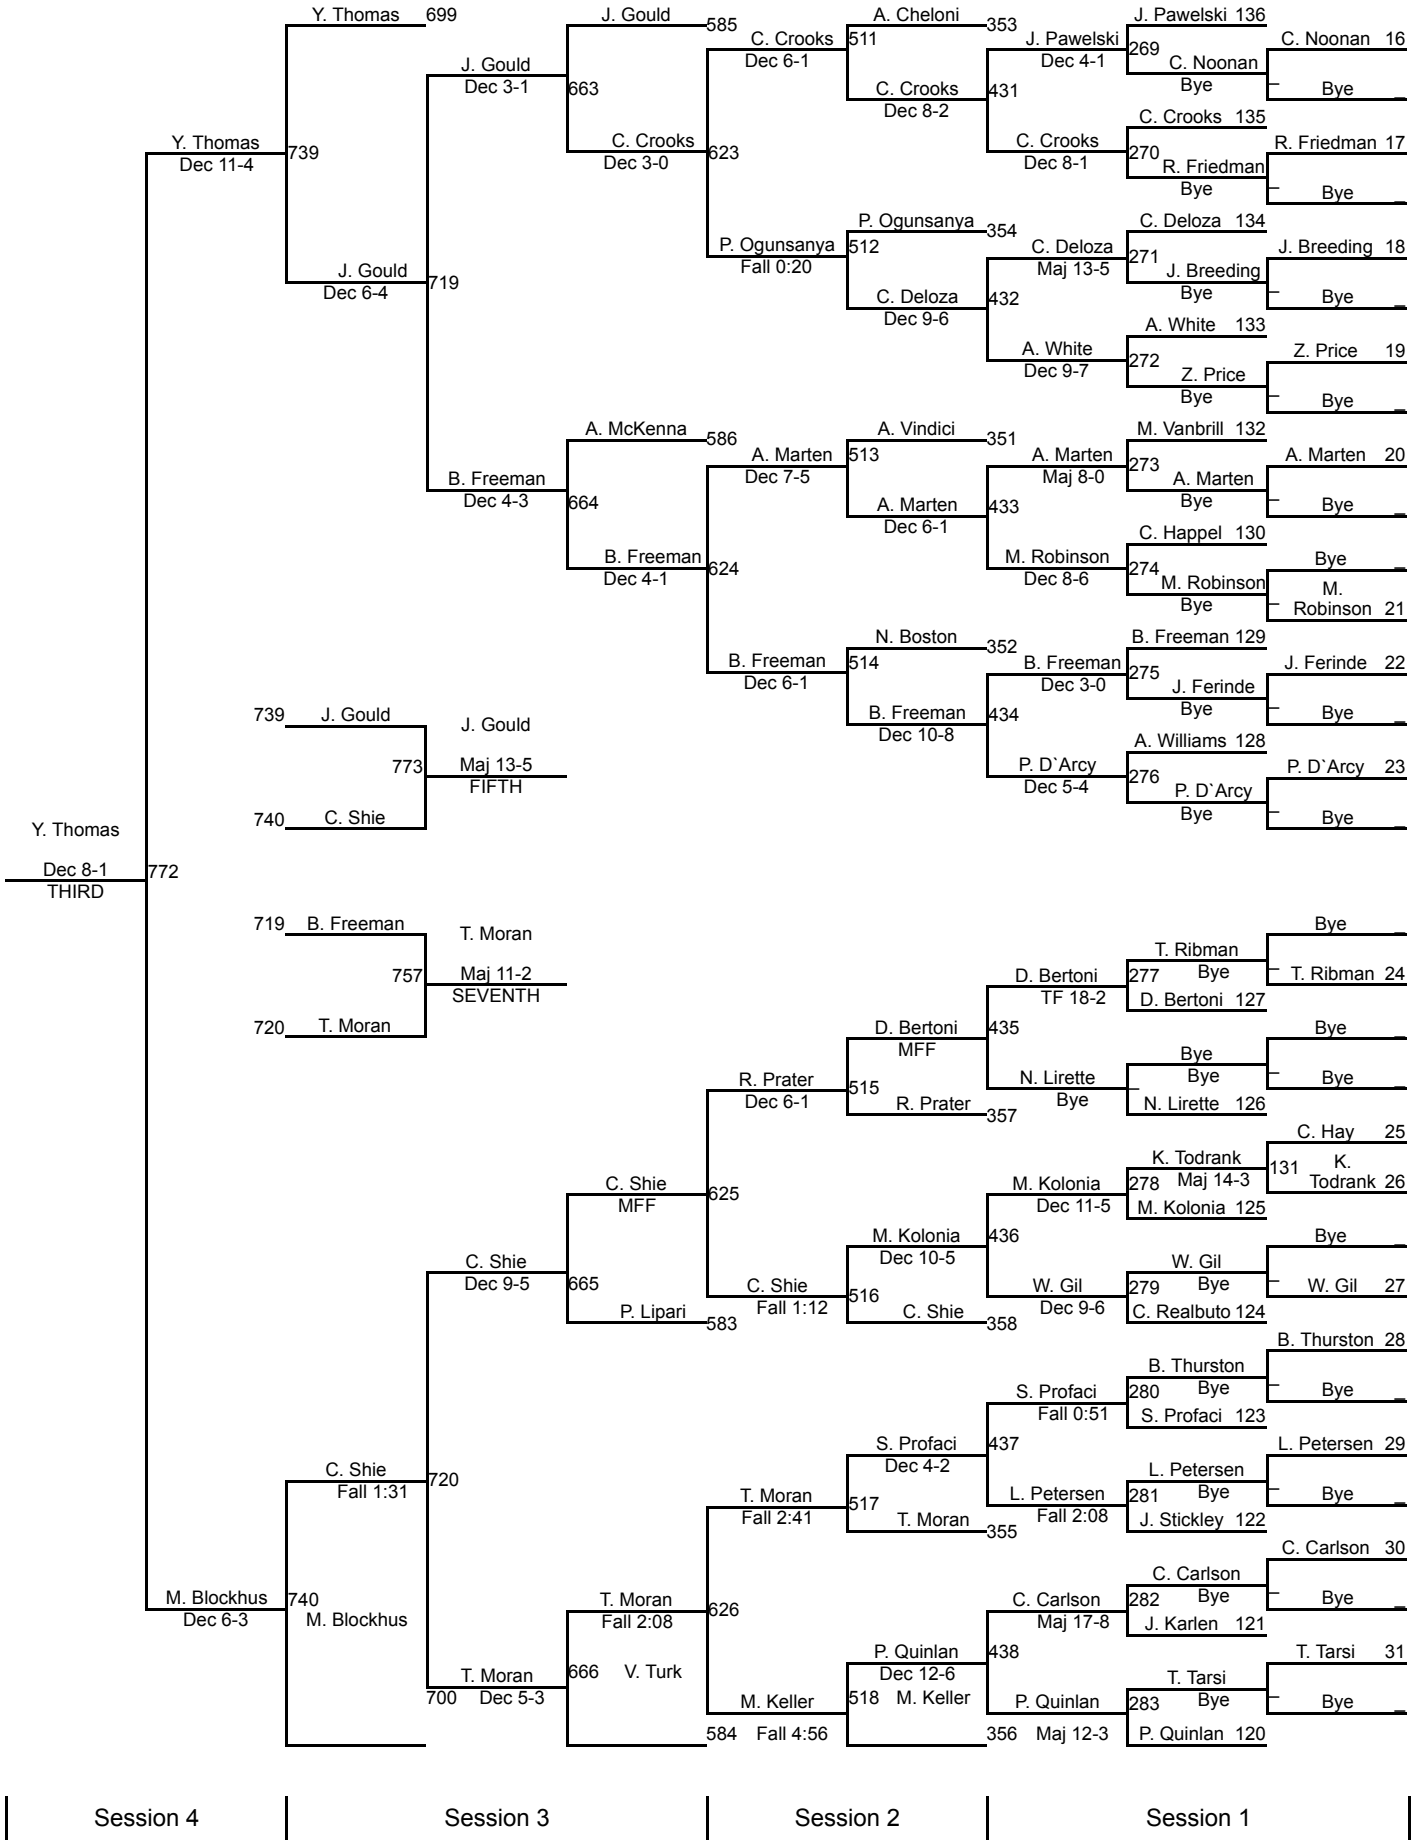 Y. Thomas 699
J. Gould
585
A. Cheloni
353
J. Pawelski 136
C. Crooks
511
J. Pawelski
269
C. Noonan 16
Dec 6-1
Dec 4-1
C. Noonan
J. Gould
Bye
Bye
Dec 3-1
663
C. Crooks
431
Dec 8-2
C. Crooks 135
C. Crooks
C. Crooks
270
R. Friedman 17
Y. Thomas
739
Dec 3-0
623
Dec 8-1
R. Friedman
Dec 11-4
Bye
Bye
P. Ogunsanya
354
C. Deloza 134
P. Ogunsanya
512
C. Deloza
271
J. Breeding 18
Fall 0:20
Maj 13-5
J. Breeding
J. Gould
719
Bye
Bye
Dec 6-4
C. Deloza
432
Dec 9-6
A. White 133
A. White
272
Z. Price 19
Dec 9-7
Z. Price
Bye
Bye
A. McKenna
586
A. Vindici
351
M. Vanbrill 132
A. Marten
513
A. Marten
273
A. Marten 20
Dec 7-5
Maj 8-0
A. Marten
B. Freeman
Bye
Bye
Dec 4-3
664
A. Marten
433
Dec 6-1
C. Happel 130
B. Freeman
M. Robinson
274
Bye
Dec 4-1
624
Dec 8-6
M. Robinson
M.
Bye
Robinson 21
N. Boston
352
B. Freeman 129
B. Freeman
514
B. Freeman
275
J. Ferinde 22
Dec 6-1
Dec 3-0
J. Ferinde
739 J. Gould
J. Gould
Bye
Bye
B. Freeman
434
Dec 10-8
A. Williams 128
773
Maj 13-5
P. D`Arcy
276
P. D`Arcy 23
FIFTH
Dec 5-4
P. D`Arcy
740 C. Shie
Bye
Bye
Y. Thomas
Dec 8-1
772
THIRD
719 B. Freeman
T. Moran
Bye
T. Ribman
757
Maj 11-2
D. Bertoni
277
Bye
T. Ribman 24
SEVENTH
TF 18-2
D. Bertoni 127
720 T. Moran
D. Bertoni
435
Bye
MFF
Bye
R. Prater
515
N. Lirette
Bye
Bye
Dec 6-1
R. Prater
357
Bye
N. Lirette 126
C. Hay 25
K. Todrank
131
K.
C. Shie
625
M. Kolonia
278
Maj 14-3
Todrank 26
MFF
Dec 11-5
M. Kolonia 125
M. Kolonia
436
Bye
Dec 10-5
C. Shie
W. Gil
Dec 9-5
665
C. Shie
516
W. Gil
279
Bye
W. Gil 27
P. Lipari
583
Fall 1:12
C. Shie
358
Dec 9-6
C. Realbuto 124
B. Thurston 28
B. Thurston
S. Profaci
280
Bye
Bye
Fall 0:51
S. Profaci 123
S. Profaci
437
L. Petersen 29
Dec 4-2
C. Shie
720
L. Petersen
Fall 1:31
T. Moran
517
L. Petersen
281
Bye
Bye
Fall 2:41
T. Moran
355
Fall 2:08
J. Stickley 122
C. Carlson 30
C. Carlson
M. Blockhus
740
T. Moran
626
C. Carlson
282
Bye
Bye
Dec 6-3
M. Blockhus
Fall 2:08
Maj 17-8
J. Karlen 121
P. Quinlan
438
T. Tarsi 31
T. Moran
666
V. Turk
Dec 12-6
T. Tarsi
700
Dec 5-3
M. Keller
518
M. Keller
P. Quinlan
283
Bye
Bye
584
Fall 4:56
356
Maj 12-3
P. Quinlan 120
Session 4
Session 3
Session 2
Session 1